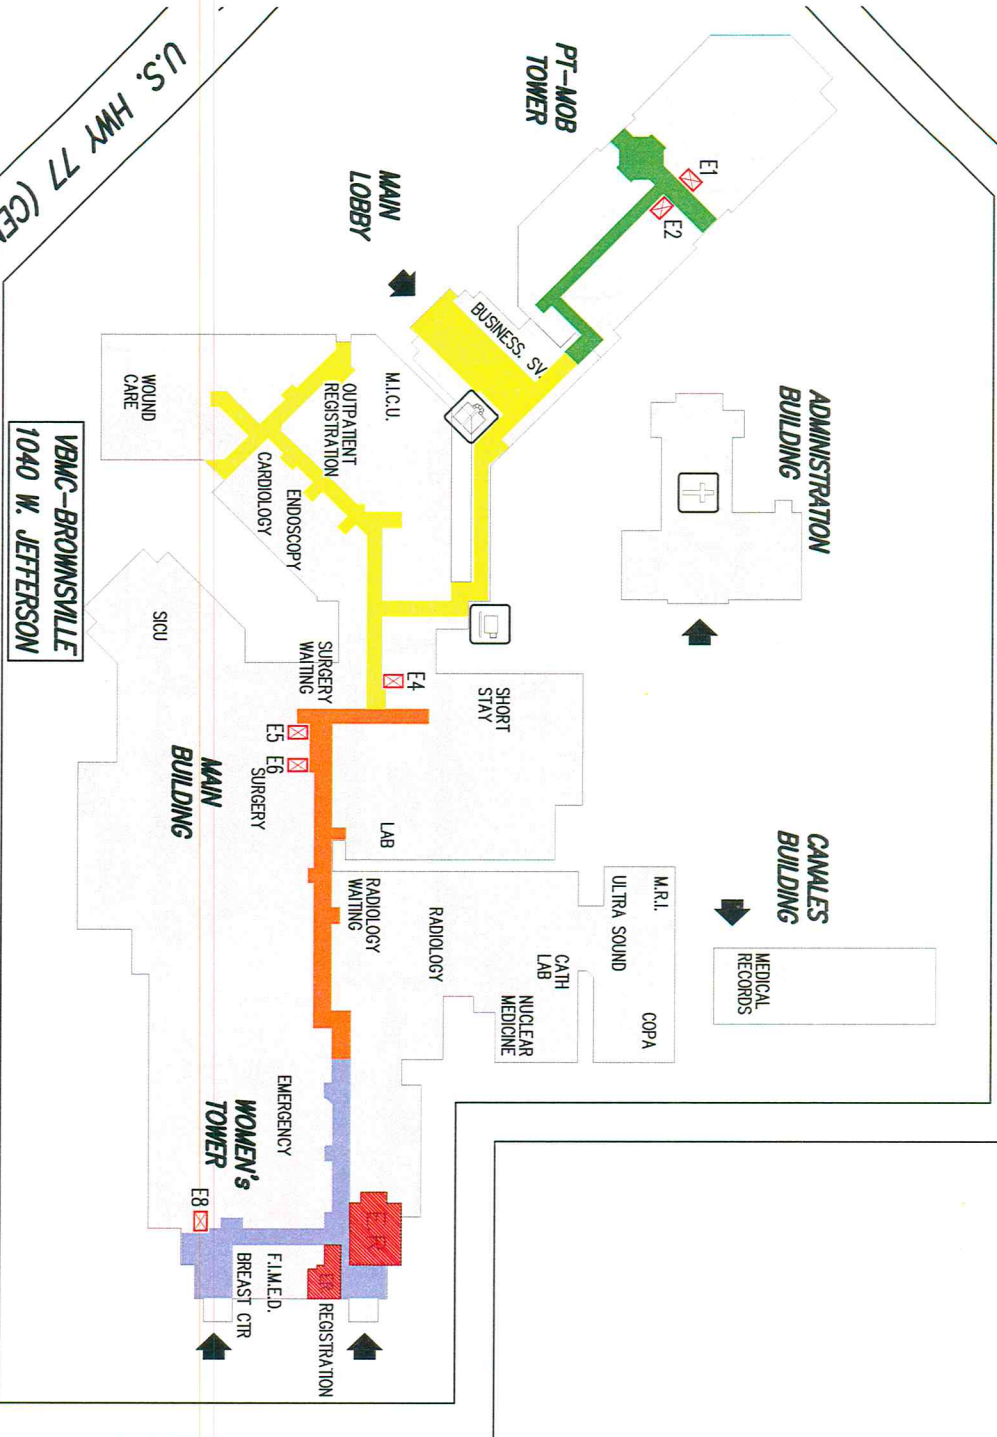 U.S. HWY 77 (CEN
PT-MOB
TOWER
E1
E2
MAIN
LOBBY
BUSINESS. SV.
ADMINISTRATION
BUILDING
M.I.C.U.
OUTPATIENT
REGISTRATION
WOUND
CARE
CARDIOLOGY
ENDOSCOPY
VBMC-BROWNSVILLE
1040 W. JEFFERSON
SICU
SURGERY
WAITING
E4
SHORT
STAY
E5
E6
SURGERY
MAIN
BUILDING
LAB
CANALES
BUILDING
MEDICAL
RECORDS
M.R.I.
ULTRA SOUND
COPA
CATH
LAB
NUCLEAR
MEDICINE
RADIOLOGY
RADIOLOGY
WAITING
EMERGENCY
WOMEN's
TOWER
E8
E.R
ER
REGISTRATION
F.I.M.E.D.
BREAST CTR